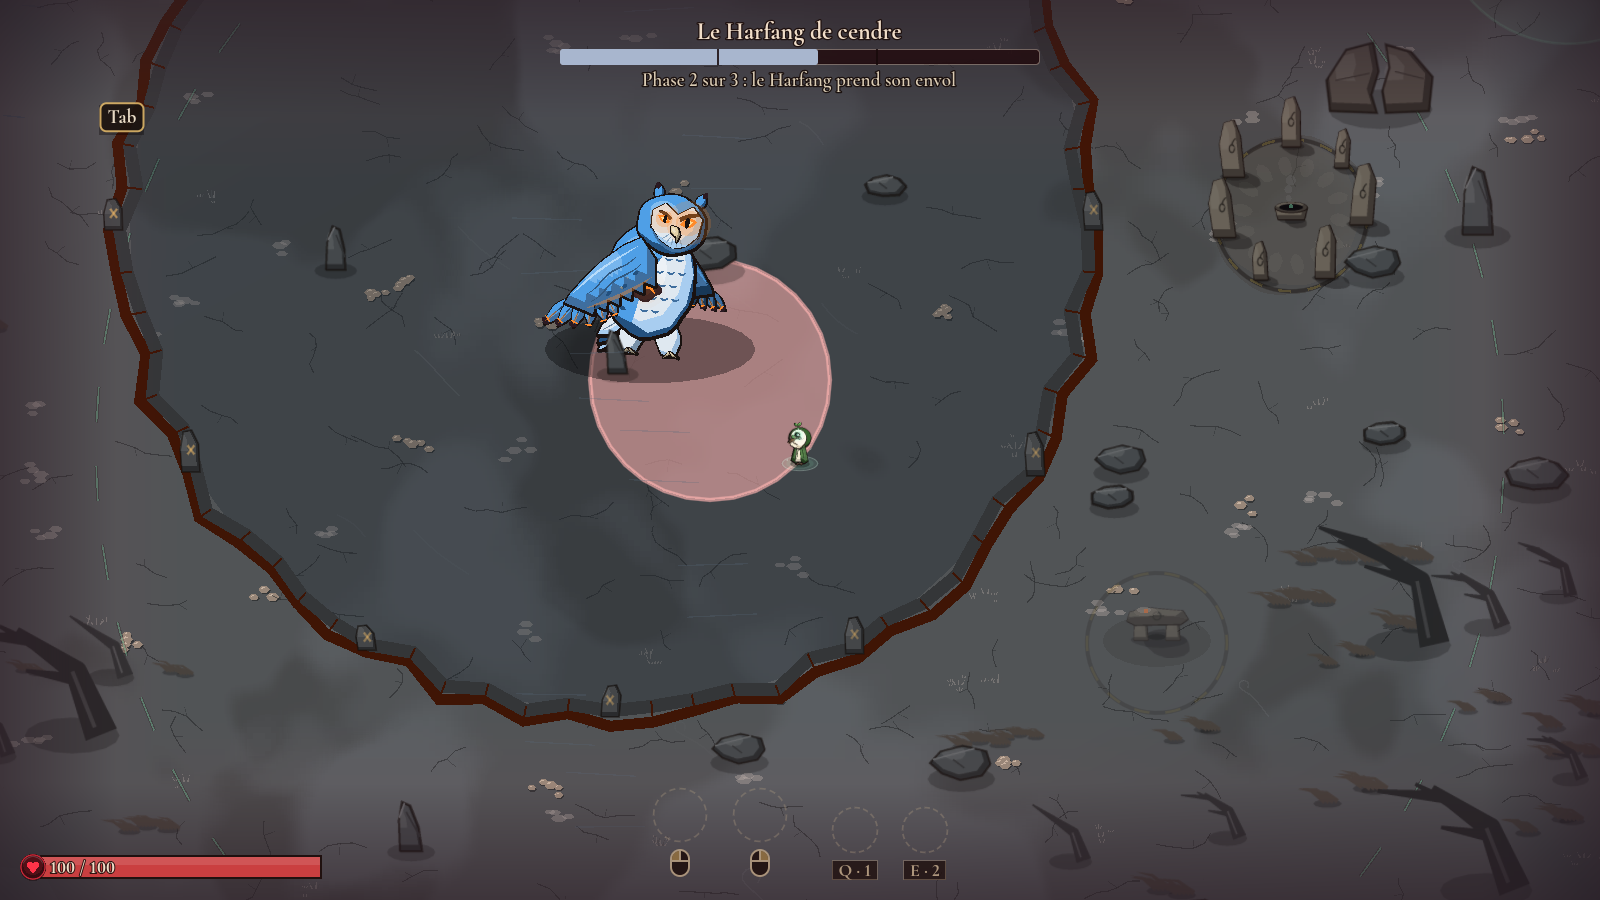 Le Harfang de cendre
Phase 2 sur 3 : le Harfang prend son envol
Tab
100 / 100
Q · 1
E · 2